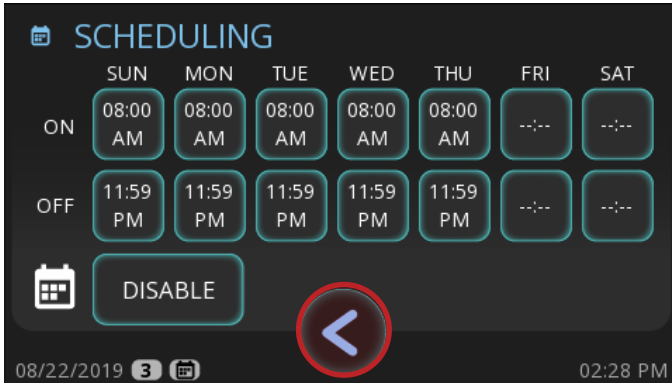 SCHEDULING
SUN MON TUE WED THU FRI SAT
ON 08:00 AM 08:00 AM 08:00 AM 08:00 AM 08:00 AM --:-- --:--
OFF 11:59 PM 11:59 PM 11:59 PM 11:59 PM 11:59 PM --:-- --:--
DISABLE
<
08/22/2019 3 02:28 PM